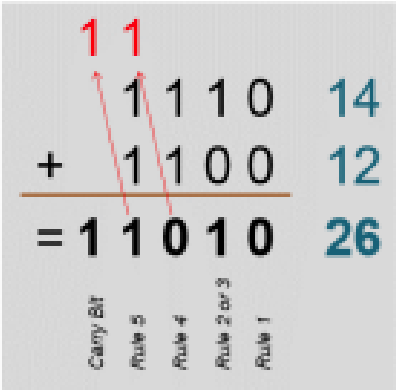 1 1
1 1 1 0 14
+ 1 1 0 0 12
= 1 1 0 1 0 26
Carry Bit
Rule 5
Rule 4
Rule 2 or 3
Rule 1